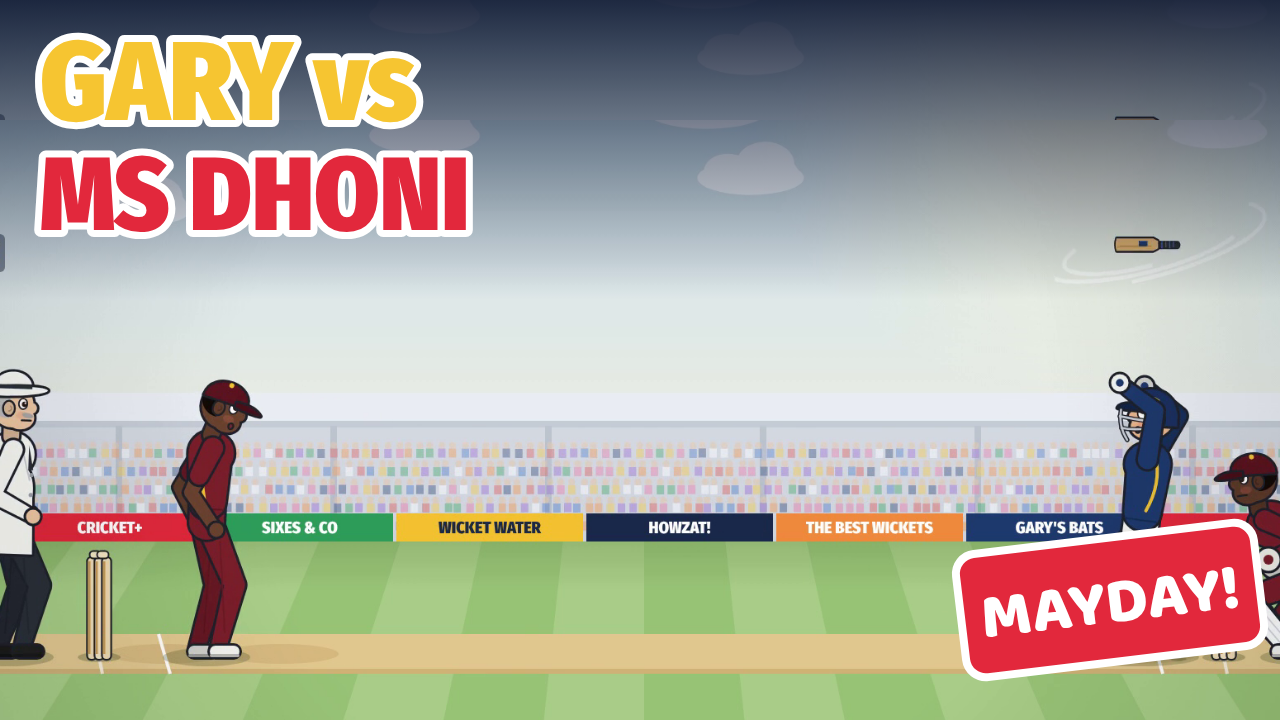 GARY VS
MS DHONI
CRICKET+
SIXES & CO
WICKET WATER
HOWZAT!
THE BEST WICKETS
GARY'S BATS
MAYDAY!